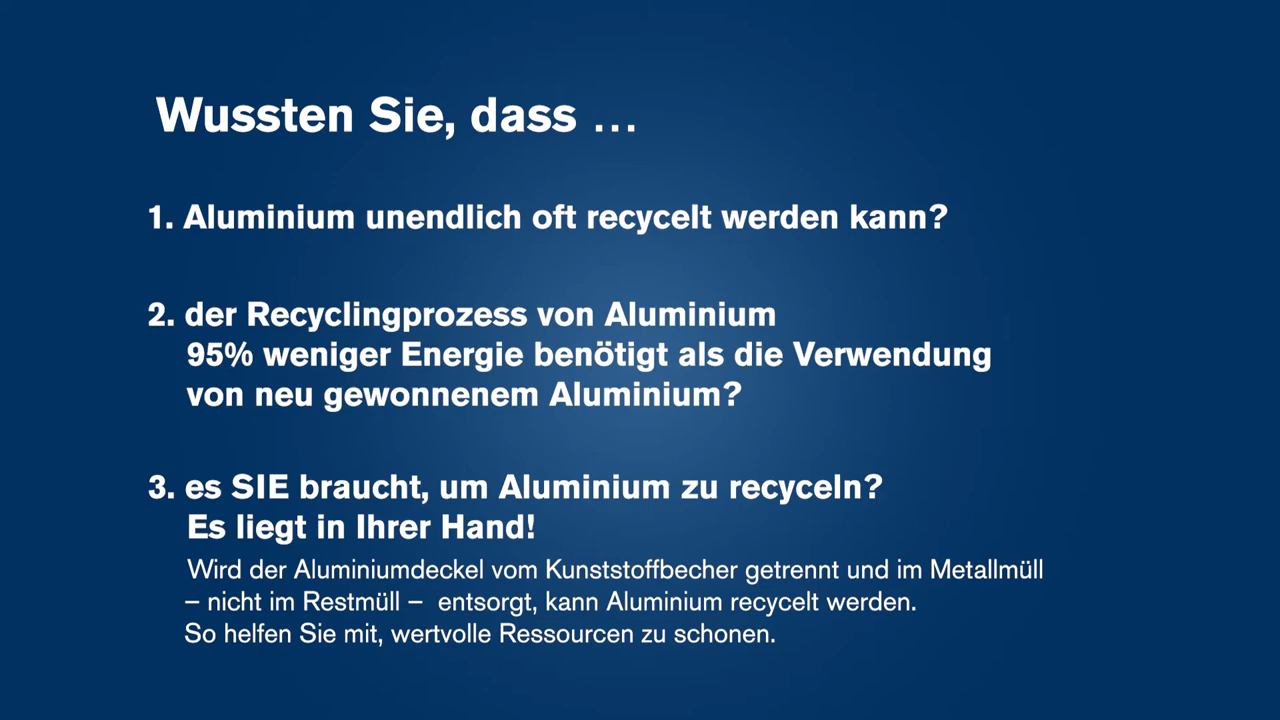 Wussten Sie, dass ...
1. Aluminium unendlich oft recycelt werden kann?
2. der Recyclingprozess von Aluminium
95% weniger Energie benötigt als die Verwendung
von neu gewonnenem Aluminium?
3. es SIE braucht, um Aluminium zu recyceln?
Es liegt in Ihrer Hand!
Wird der Aluminiumdeckel vom Kunststoffbecher getrennt und im Metallmüll
– nicht im Restmüll – entsorgt, kann Aluminium recycelt werden.
So helfen Sie mit, wertvolle Ressourcen zu schonen.